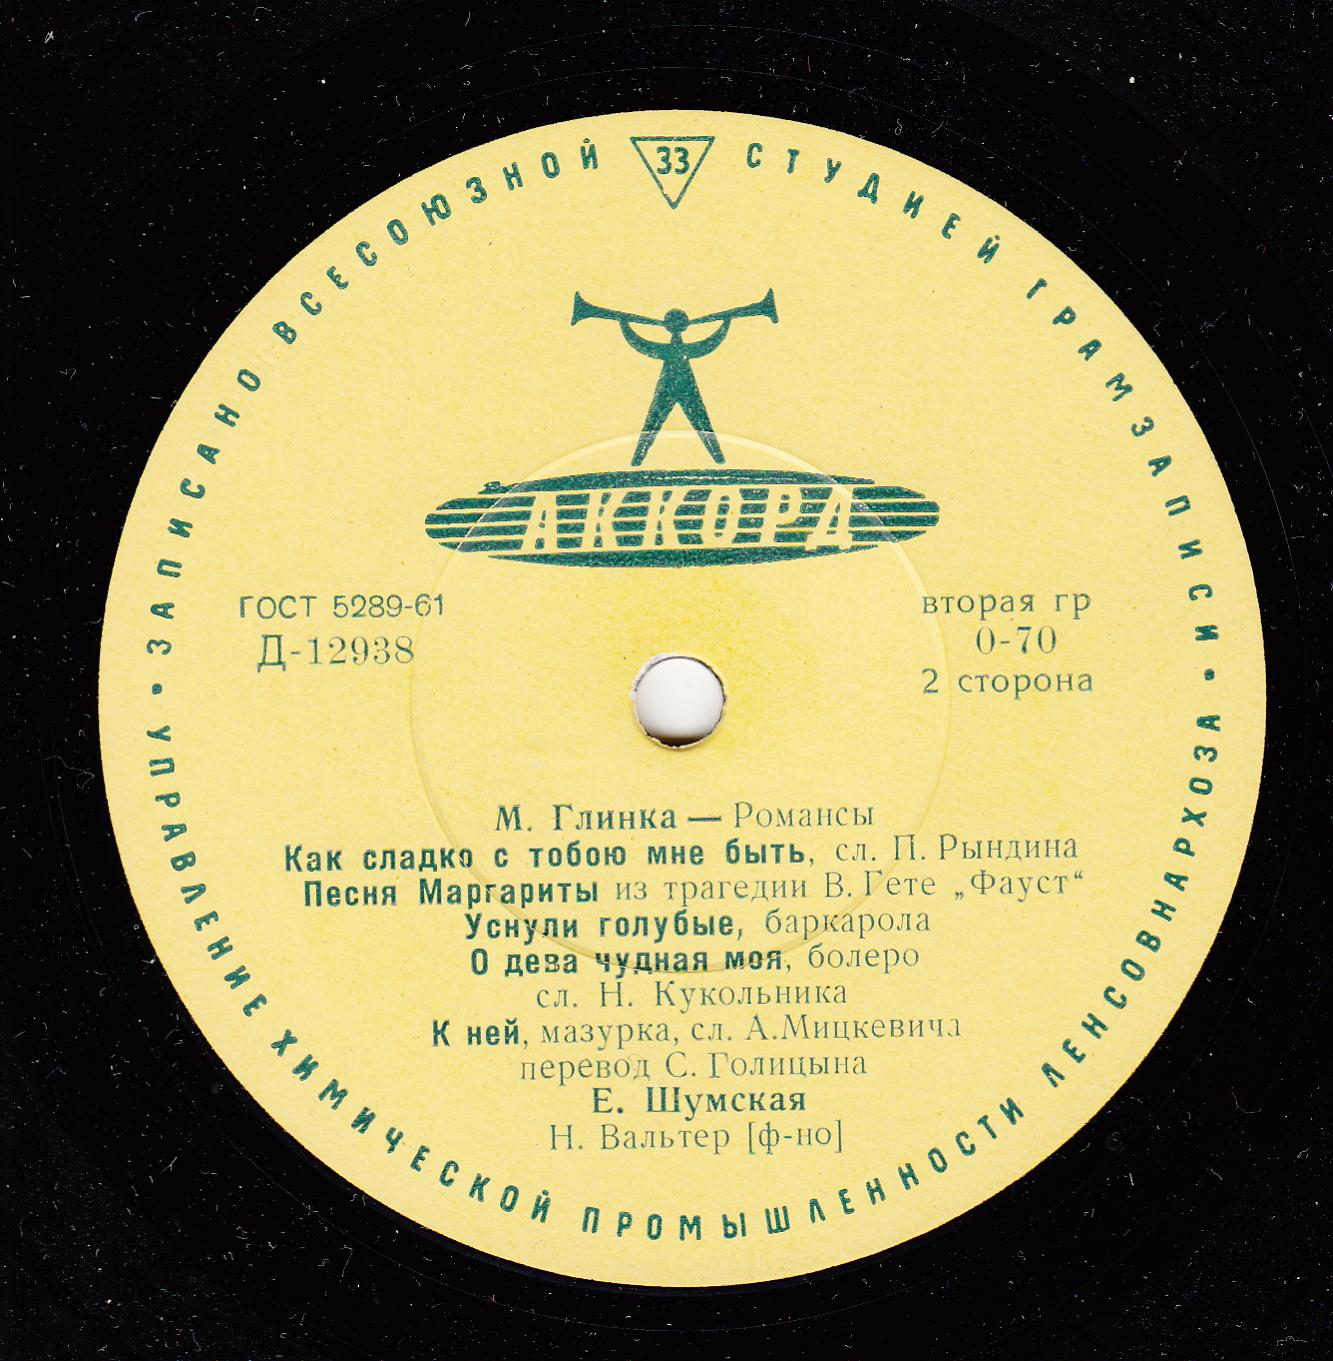 ЗАПИСАНО ВСЕСОЮЗНОЙ 33 СТУДИЕЙ ГРАМЗАПИСИ •
АККОРД
ГОСТ 5289-61
Д-12938
вторая гр
0-70
2 сторона
М. Глинка — Романсы
Как сладко с тобою мне быть, сл. П. Рындина
Песня Маргариты из трагедии В. Гете „Фауст“
Уснули голубые, баркарола
О дева чудная моя, болеро
сл. Н. Кукольника
К ней, мазурка, сл. А.Мицкевича
перевод С. Голицына
Е. Шумская
Н. Вальтер [ф-но]
• УПРАВЛЕНИЕ ХИМИЧЕСКОЙ ПРОМЫШЛЕННОСТИ ЛЕНСОВНАРХОЗА